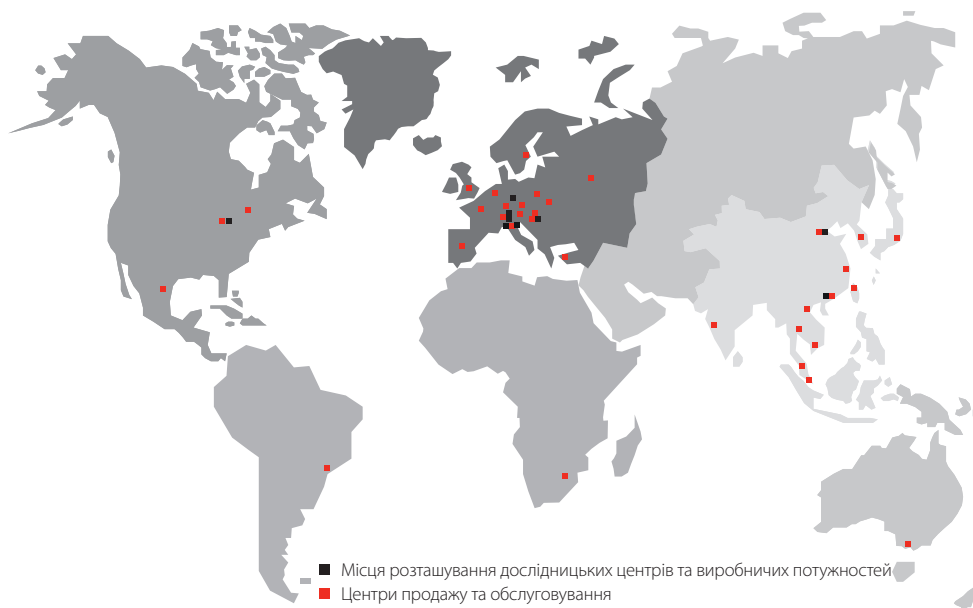 Місця розташування дослідницьких центрів та виробничих потужностей
Центри продажу та обслуговування